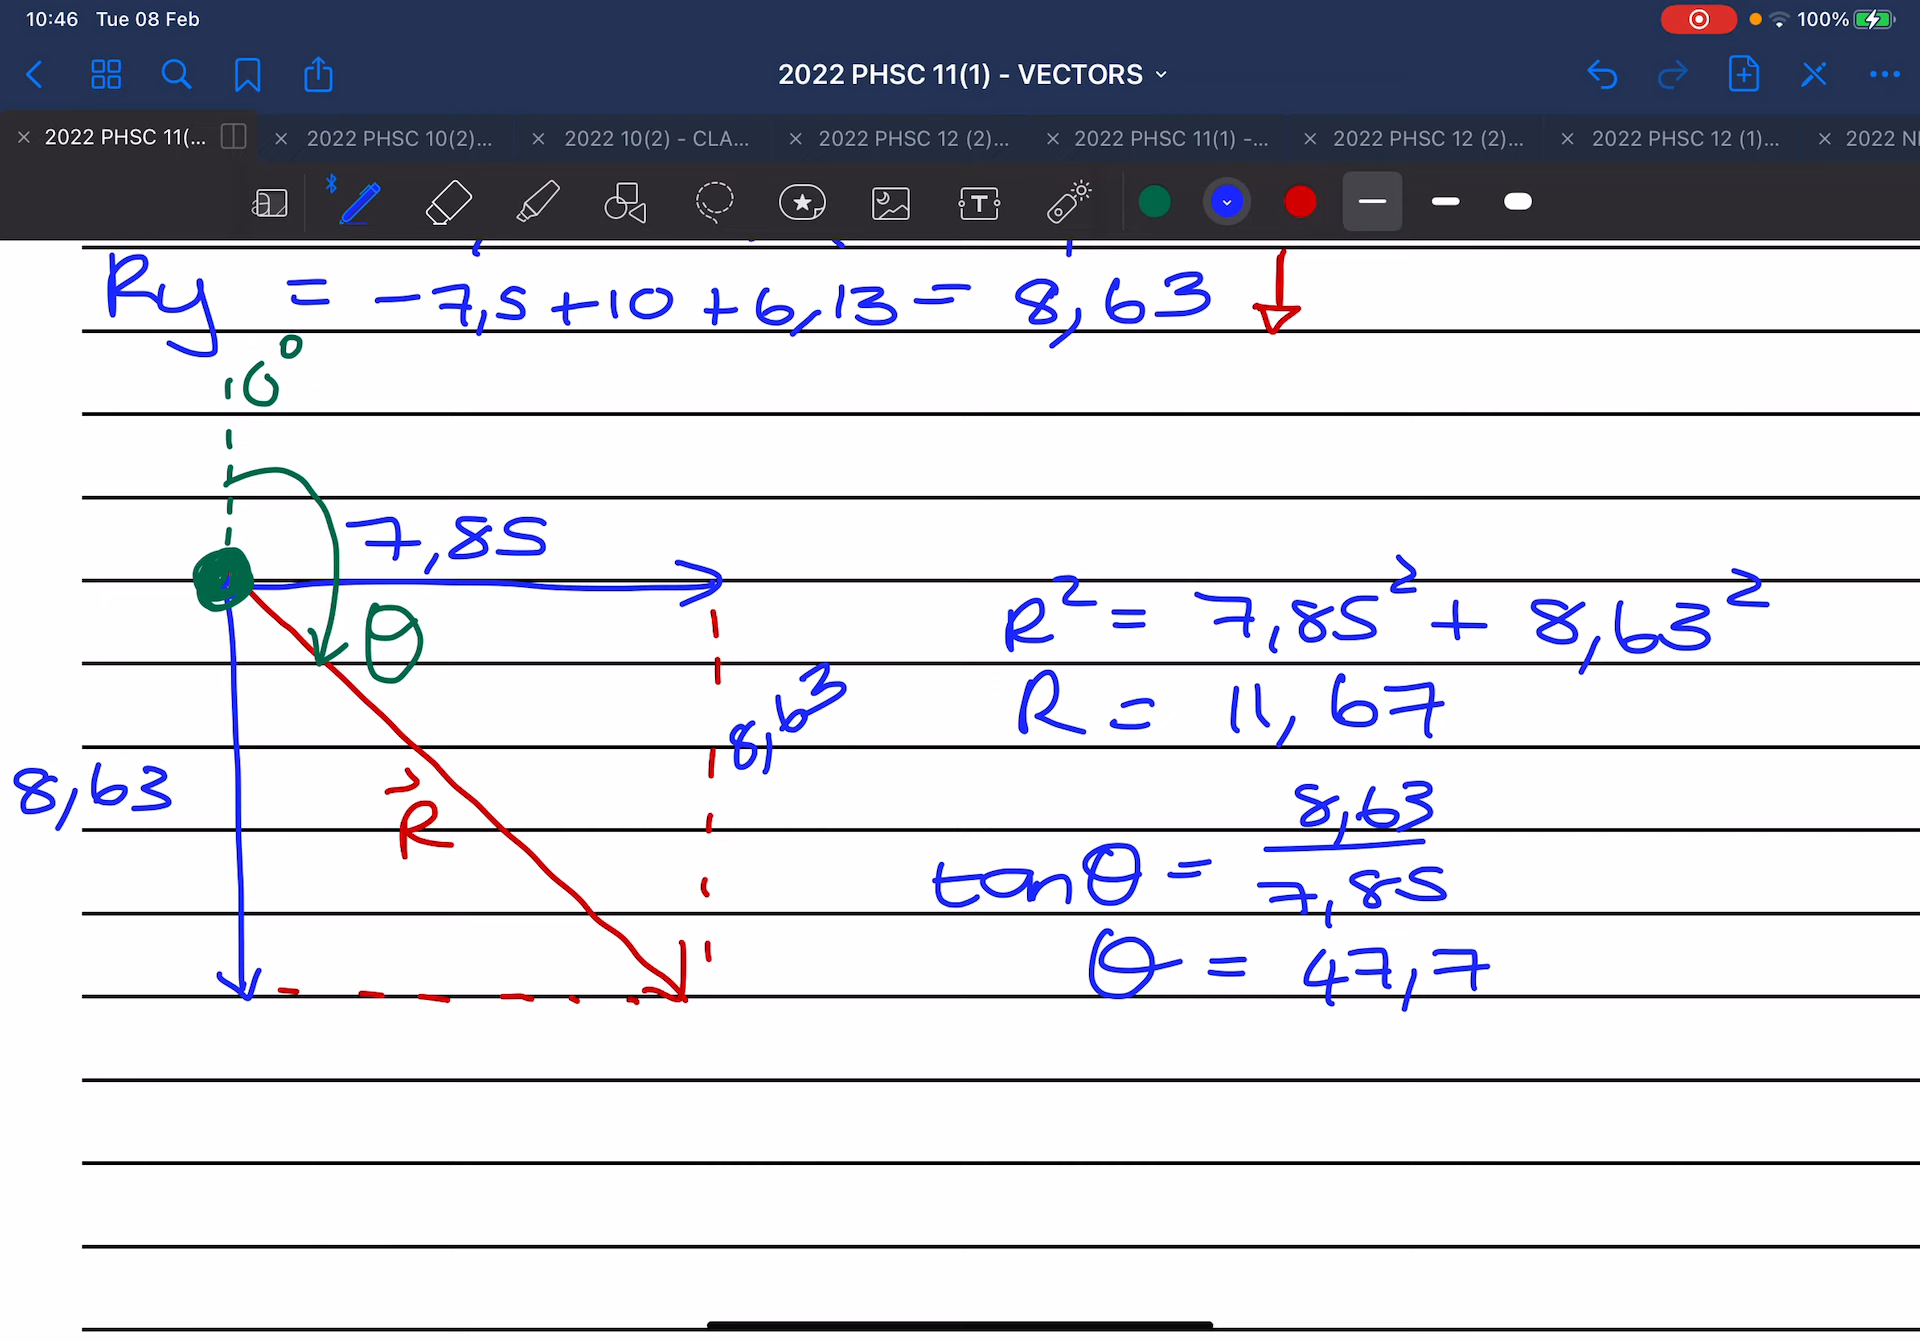 10:46 Tue 08 Feb
100%
2022 PHSC 11(1) - VECTORS
2022 PHSC 11(...
2022 PHSC 10(2)...
2022 10(2) - CLA...
2022 PHSC 12 (2)...
2022 PHSC 11(1) -...
2022 PHSC 12 (2)...
2022 PHSC 12 (1)...
2022 N
T
Ry = -7,5 + 10 + 6,13 = 8,63 ↓
0°
7,85
θ
8,63
8,63
R⃗
R² = 7,85² + 8,63²
R = 11,67
tanθ = 8,63/7,85
θ = 47,7